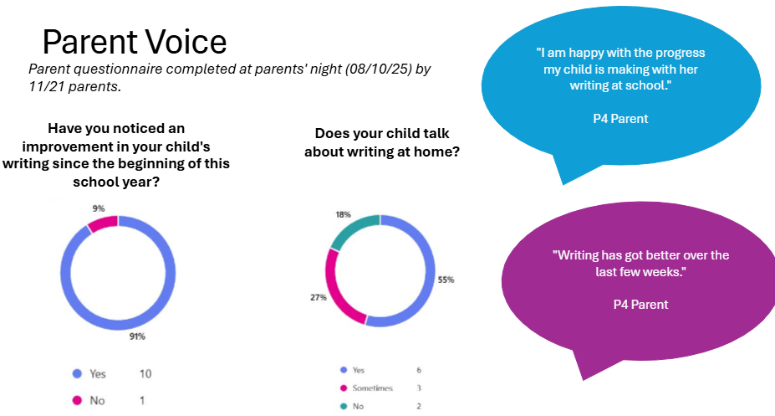 Parent Voice
Parent questionnaire completed at parents' night (08/10/25) by
11/21 parents.
Have you noticed an
improvement in your child's
writing since the beginning of this
school year?
9%
91%
Yes 10
No 1
Does your child talk
about writing at home?
18%
27%
55%
Yes 6
Sometimes 3
No 2
"I am happy with the progress
my child is making with her
writing at school."
P4 Parent
"Writing has got better over the
last few weeks."
P4 Parent